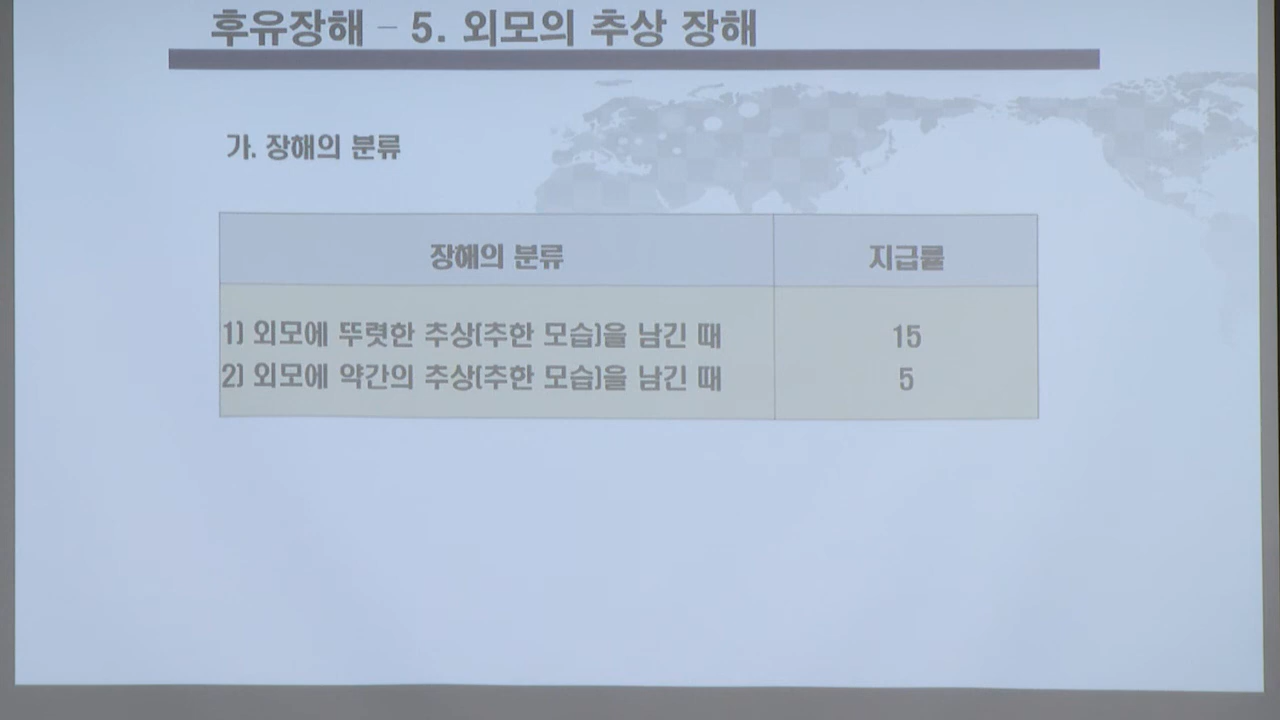 후유장해 – 5. 외모의 추상 장해
가. 장해의 분류
장해의 분류 지급률
1) 외모에 뚜렷한 추상(추한 모습)을 남긴 때 15
2) 외모에 약간의 추상(추한 모습)을 남긴 때 5